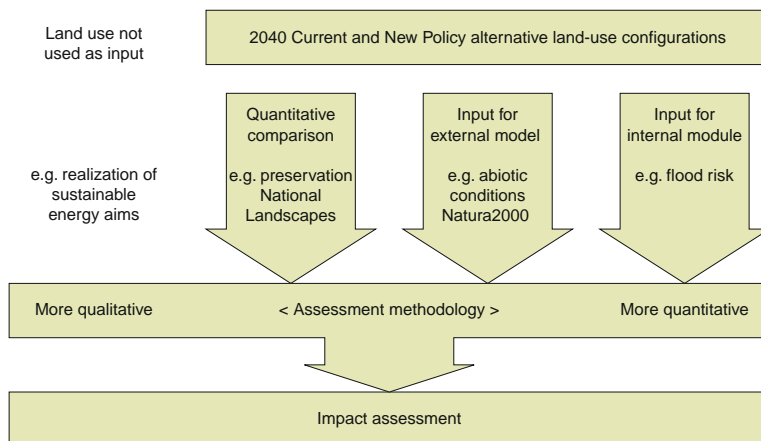 Land use not
used as input
2040 Current and New Policy alternative land-use configurations
Quantitative
comparison
e.g. preservation
National
Landscapes
Input for
external model
e.g. abiotic
conditions
Natura2000
Input for
internal module
e.g. flood risk
e.g. realization of
sustainable
energy aims
More qualitative
< Assessment methodology >
More quantitative
Impact assessment